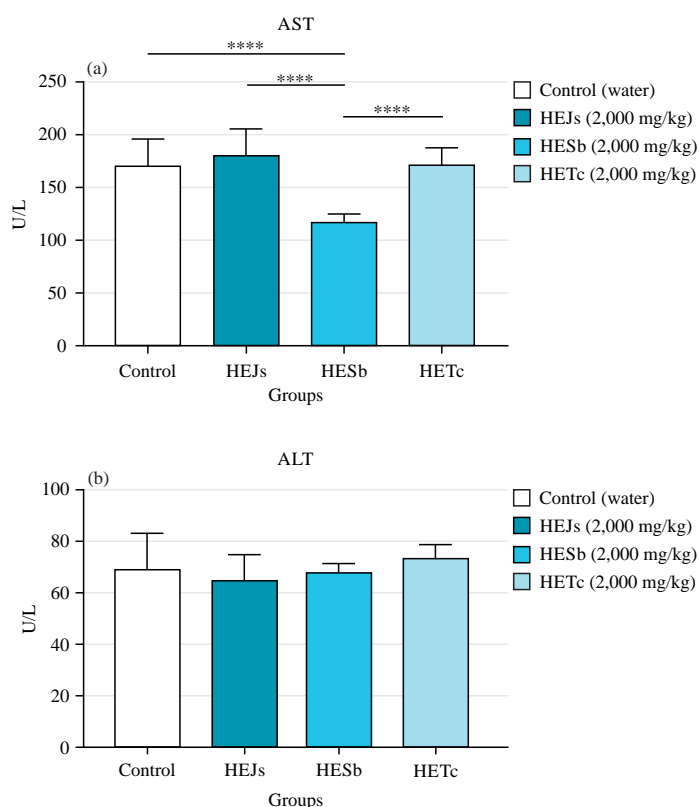 AST
****
(a)
****
****
250
200
150
100
50
0
U/L
Control
HEJs
HESb
HETc
Groups
Control (water)
HEJs (2,000 mg/kg)
HESb (2,000 mg/kg)
HETc (2,000 mg/kg)
ALT
(b)
100
80
60
40
20
0
U/L
Control
HEJs
HESb
HETc
Groups
Control (water)
HEJs (2,000 mg/kg)
HESb (2,000 mg/kg)
HETc (2,000 mg/kg)